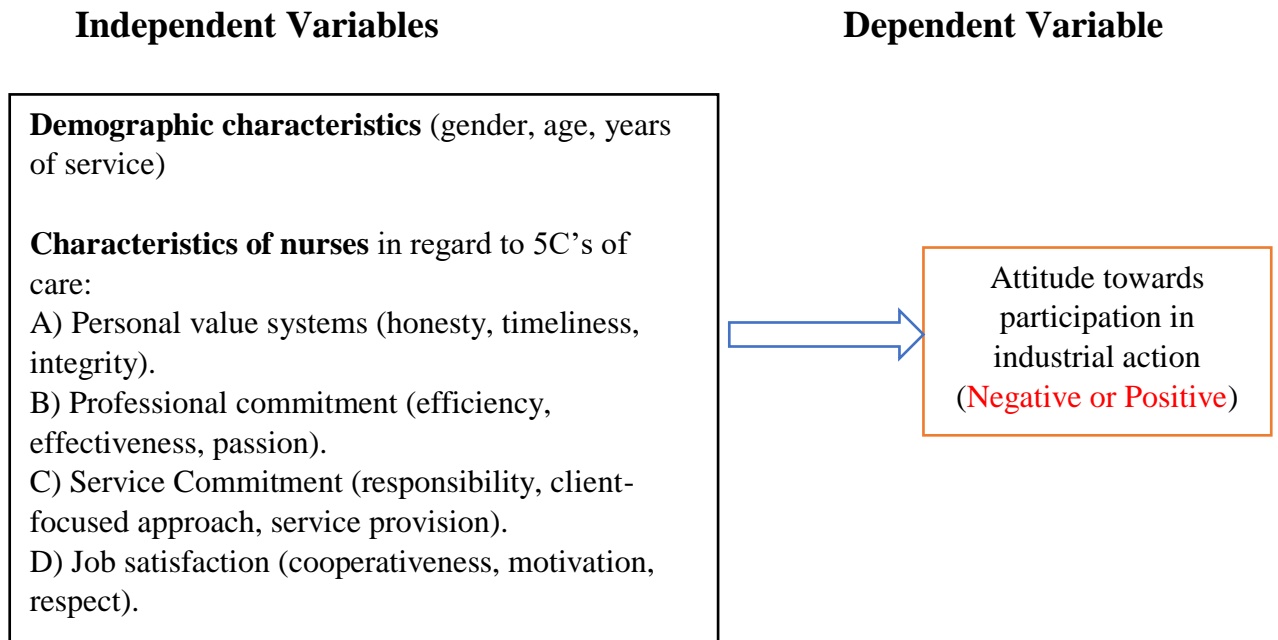 Independent Variables
Dependent Variable
Demographic characteristics (gender, age, years
of service)
Characteristics of nurses in regard to 5C’s of
care:
A) Personal value systems (honesty, timeliness,
integrity).
B) Professional commitment (efficiency,
effectiveness, passion).
C) Service Commitment (responsibility, client-
focused approach, service provision).
D) Job satisfaction (cooperativeness, motivation,
respect).
Attitude towards
participation in
industrial action
(Negative or Positive)